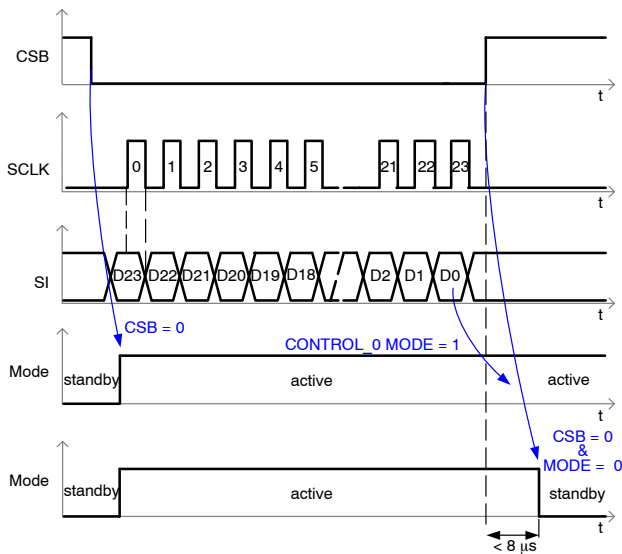 CSB
t
SCLK
0 1 2 3 4 5 21 22 23
t
SI
D23 D22 D21 D20 D19 D18 D2 D1 D0
t
CSB = 0
CONTROL_0 MODE = 1
Mode
standby active active
t
CSB = 0
&
MODE = 0
Mode
standby active standby
t
< 8 μs